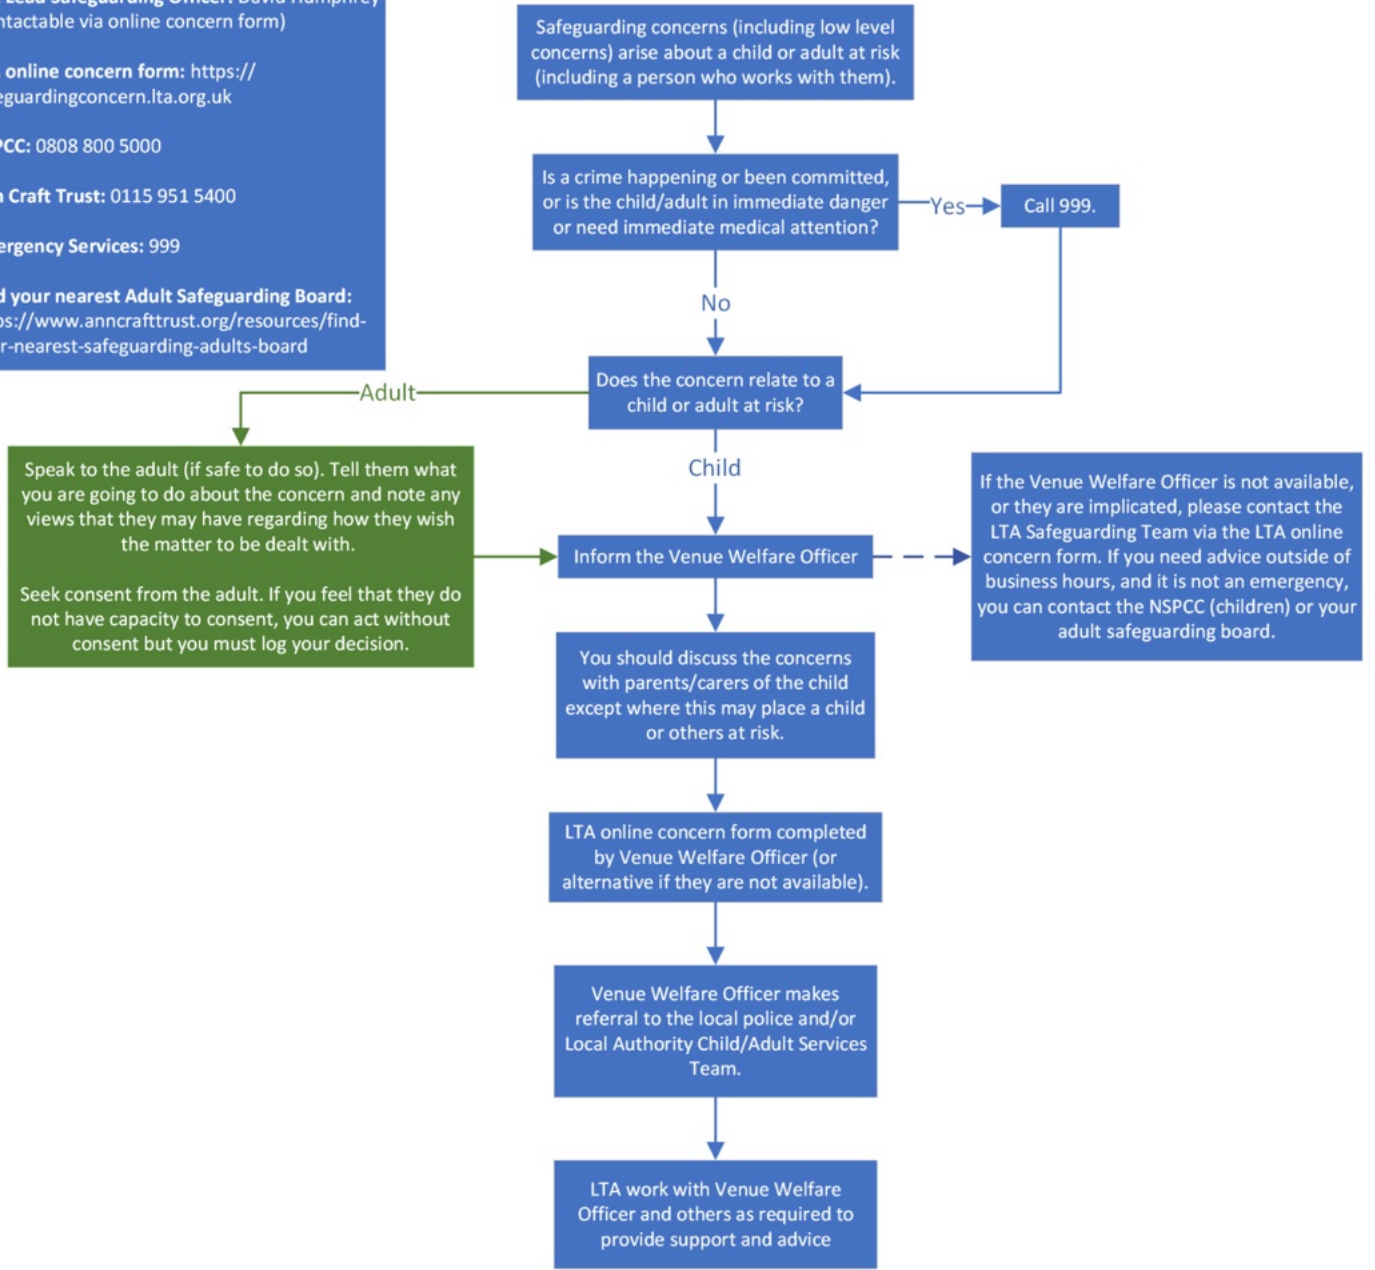 Lead Safeguarding Officer: David Humphrey
ntactable via online concern form)
online concern form: https://
eguardingconcern.lta.org.uk
PCC: 0808 800 5000
n Craft Trust: 0115 951 5400
ergency Services: 999
d your nearest Adult Safeguarding Board:
ps://www.anncrafttrust.org/resources/find-
r-nearest-safeguarding-adults-board
Safeguarding concerns (including low level
concerns) arise about a child or adult at risk
(including a person who works with them).
Is a crime happening or been committed,
or is the child/adult in immediate danger
or need immediate medical attention?
Yes
Call 999.
No
Does the concern relate to a
child or adult at risk?
Adult
Child
Speak to the adult (if safe to do so). Tell them what
you are going to do about the concern and note any
views that they may have regarding how they wish
the matter to be dealt with.
Seek consent from the adult. If you feel that they do
not have capacity to consent, you can act without
consent but you must log your decision.
Inform the Venue Welfare Officer
If the Venue Welfare Officer is not available,
or they are implicated, please contact the
LTA Safeguarding Team via the LTA online
concern form. If you need advice outside of
business hours, and it is not an emergency,
you can contact the NSPCC (children) or your
adult safeguarding board.
You should discuss the concerns
with parents/carers of the child
except where this may place a child
or others at risk.
LTA online concern form completed
by Venue Welfare Officer (or
alternative if they are not available).
Venue Welfare Officer makes
referral to the local police and/or
Local Authority Child/Adult Services
Team.
LTA work with Venue Welfare
Officer and others as required to
provide support and advice